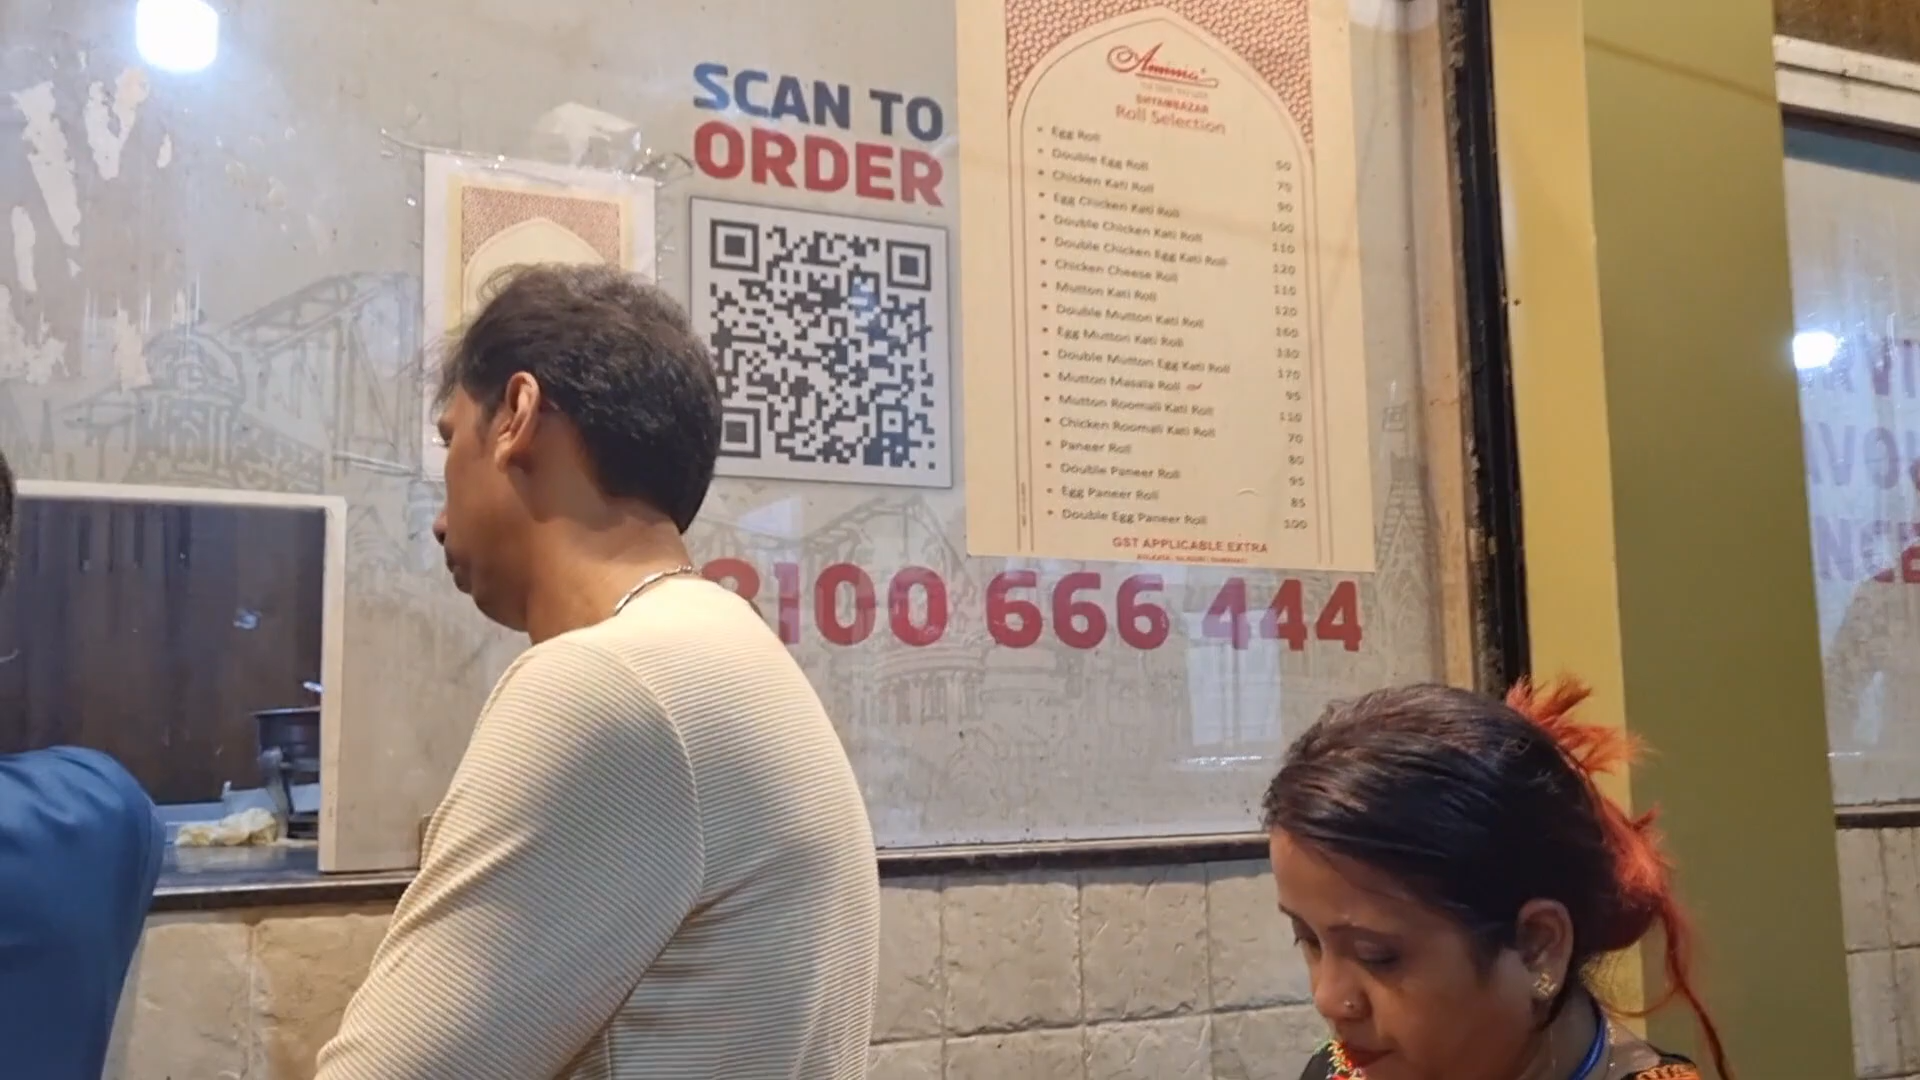 SCAN TO
ORDER
Aminia
SHYAMBAZAR
Roll Selection
• Egg Roll 50
• Double Egg Roll 70
• Chicken Kati Roll 90
• Egg Chicken Kati Roll 100
• Double Chicken Kati Roll 110
• Double Chicken Egg Kati Roll 120
• Chicken Cheese Roll 110
• Mutton Kati Roll 120
• Double Mutton Kati Roll 160
• Egg Mutton Kati Roll 130
• Double Mutton Egg Kati Roll 170
• Mutton Masala Roll 95
• Mutton Roomali Kati Roll 110
• Chicken Roomali Kati Roll 70
• Paneer Roll 80
• Double Paneer Roll 95
• Egg Paneer Roll 85
• Double Egg Paneer Roll 100
GST APPLICABLE EXTRA
8100 666 444